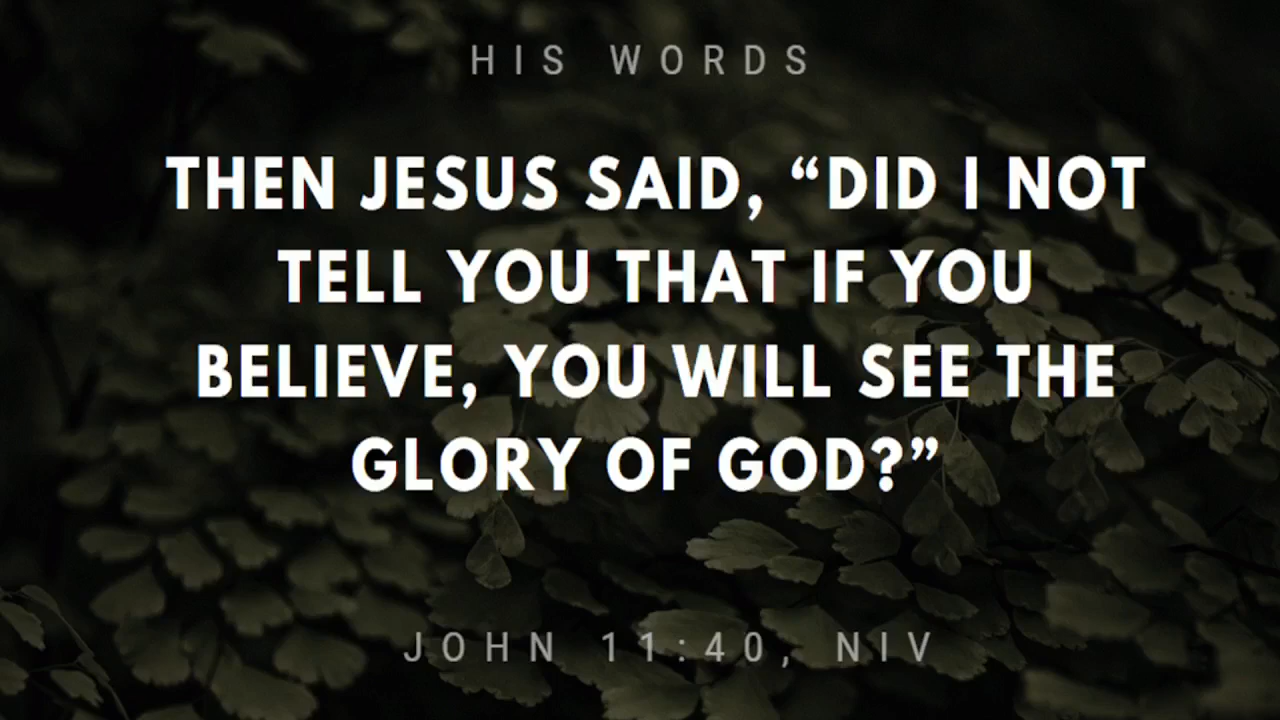 HIS WORDS
THEN JESUS SAID, “DID I NOT
TELL YOU THAT IF YOU
BELIEVE, YOU WILL SEE THE
GLORY OF GOD?”
JOHN 11:40, NIV